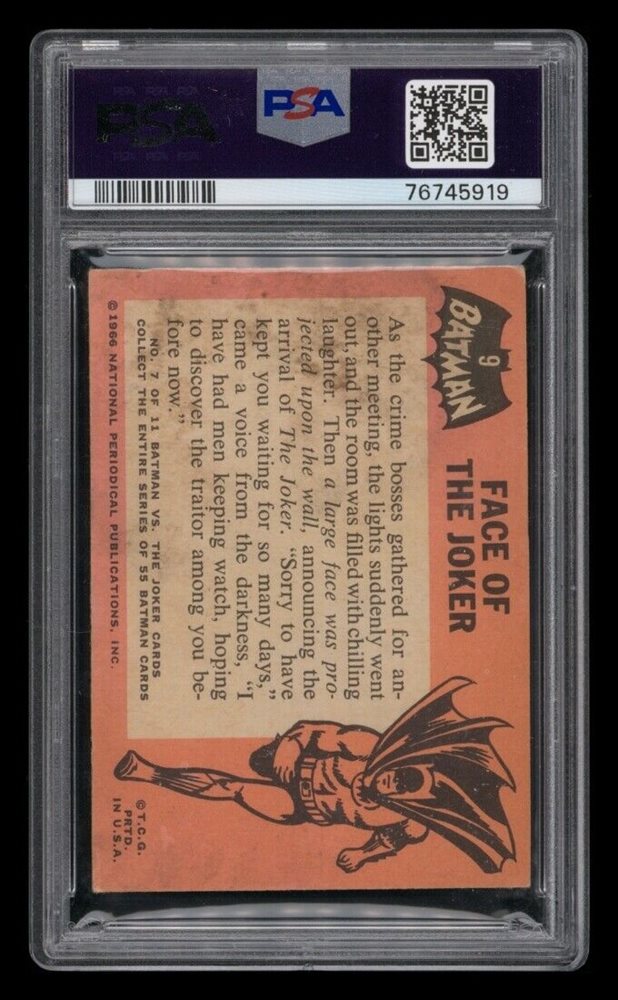 PSA
PSA
76745919
9
BATMAN
FACE OF
THE JOKER
As the crime bosses gathered for an-
other meeting, the lights suddenly went
out, and the room was filled with chilling
laughter. Then a large face was pro-
jected upon the wall, announcing the
arrival of The Joker. "Sorry to have
kept you waiting for so many days,"
came a voice from the darkness, "I
have had men keeping watch, hoping
to discover the traitor among you be-
fore now."
NO. 7 OF 11 BATMAN VS. THE JOKER CARDS
COLLECT THE ENTIRE SERIES OF 55 BATMAN CARDS
© 1966 NATIONAL PERIODICAL PUBLICATIONS, INC.
© T.C.G.
PRTD.
IN U.S.A.